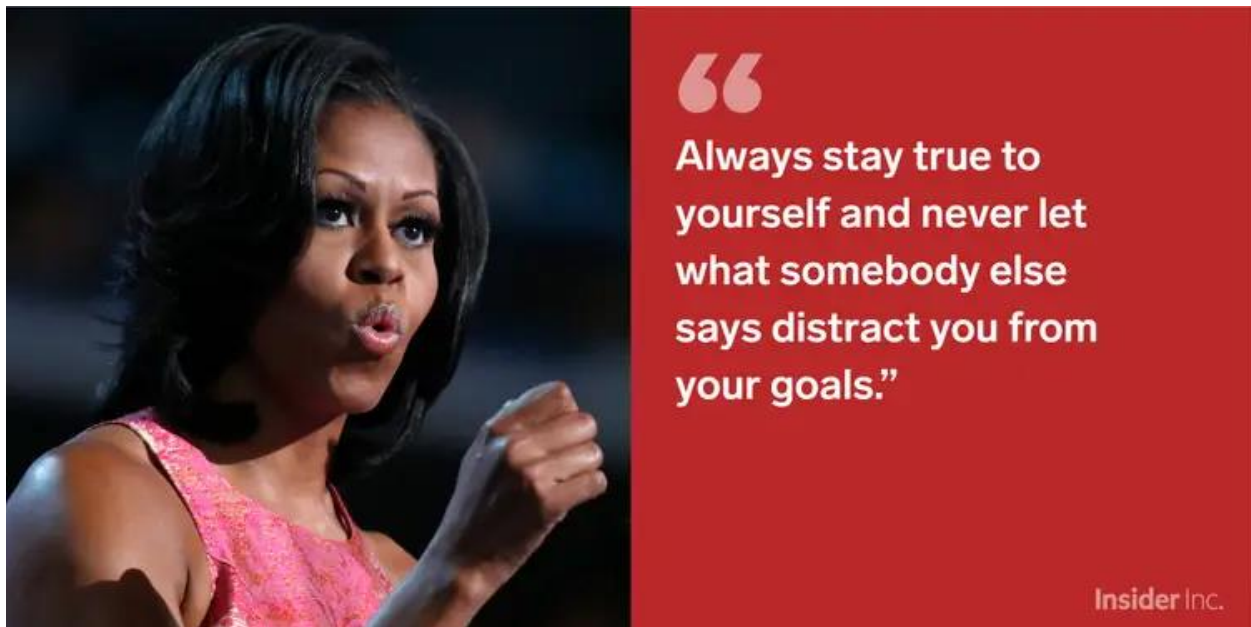 “
Always stay true to
yourself and never let
what somebody else
says distract you from
your goals.”
Insider Inc.